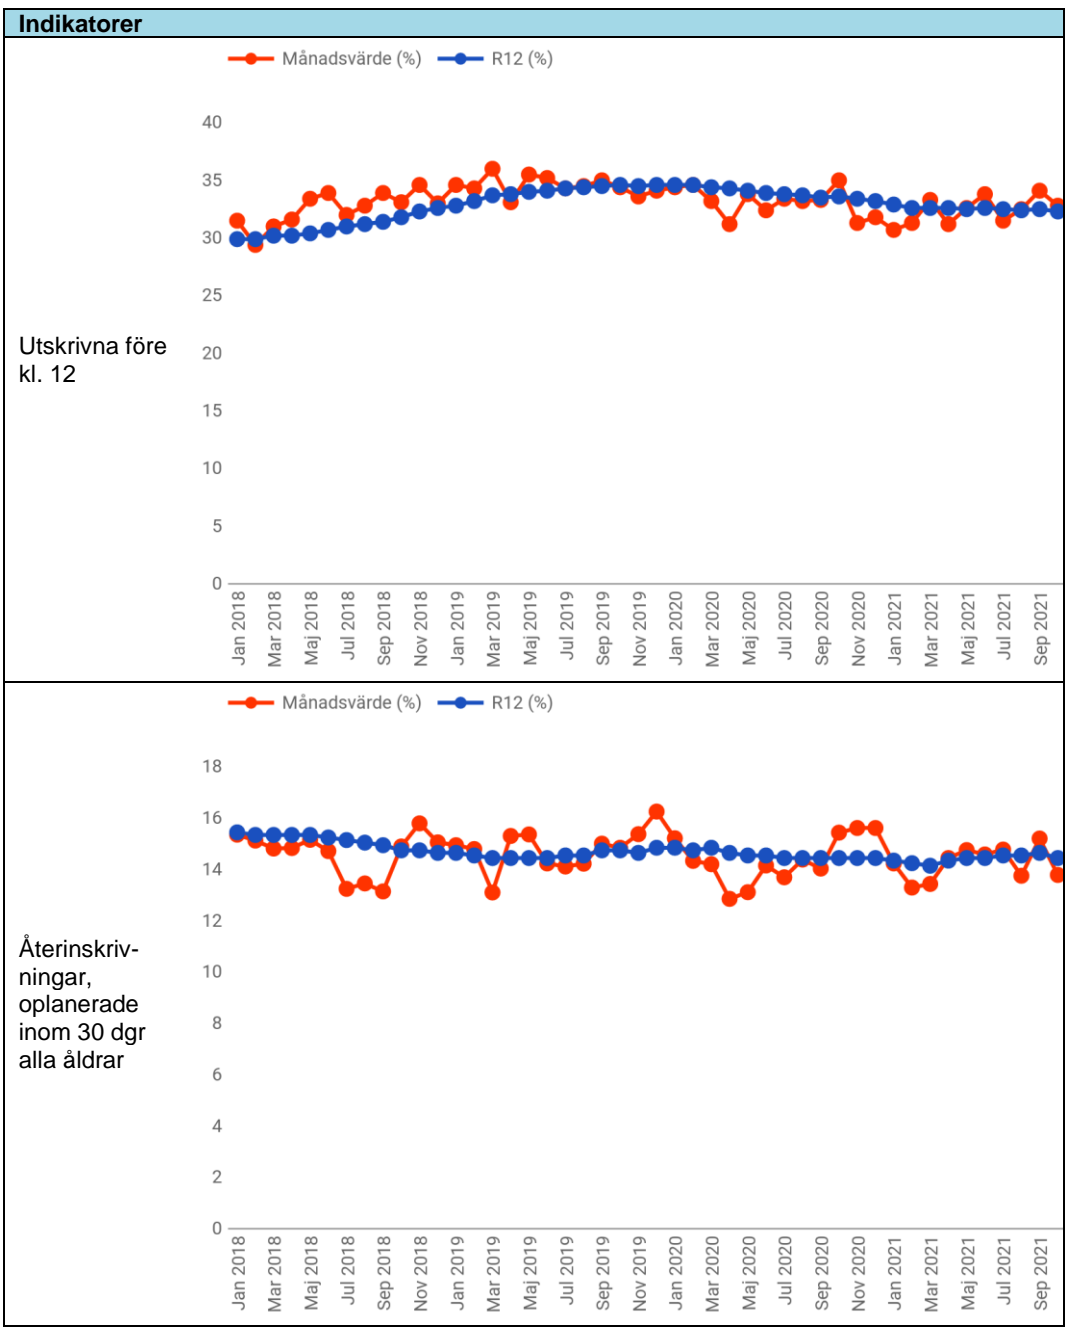 Indikatorer
Månadsvärde (%) R12 (%)
40
35
30
25
20
15
10
5
0
Utskrivna före
kl. 12
Jan 2018
Mar 2018
Maj 2018
Jul 2018
Sep 2018
Nov 2018
Jan 2019
Mar 2019
Maj 2019
Jul 2019
Sep 2019
Nov 2019
Jan 2020
Mar 2020
Maj 2020
Jul 2020
Sep 2020
Nov 2020
Jan 2021
Mar 2021
Maj 2021
Jul 2021
Sep 2021
Månadsvärde (%) R12 (%)
18
16
14
12
10
8
6
4
2
0
Återinskriv-
ningar,
oplanerade
inom 30 dgr
alla åldrar
Jan 2018
Mar 2018
Maj 2018
Jul 2018
Sep 2018
Nov 2018
Jan 2019
Mar 2019
Maj 2019
Jul 2019
Sep 2019
Nov 2019
Jan 2020
Mar 2020
Maj 2020
Jul 2020
Sep 2020
Nov 2020
Jan 2021
Mar 2021
Maj 2021
Jul 2021
Sep 2021